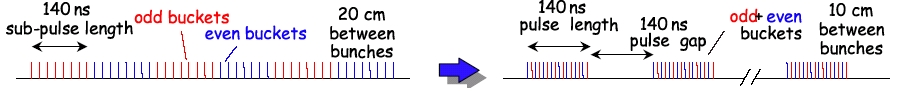 140 ns
sub-pulse length
odd buckets
even buckets
20 cm
between
bunches
140 ns
pulse length
140 ns
pulse gap
odd+ even
buckets
10 cm
between
bunches